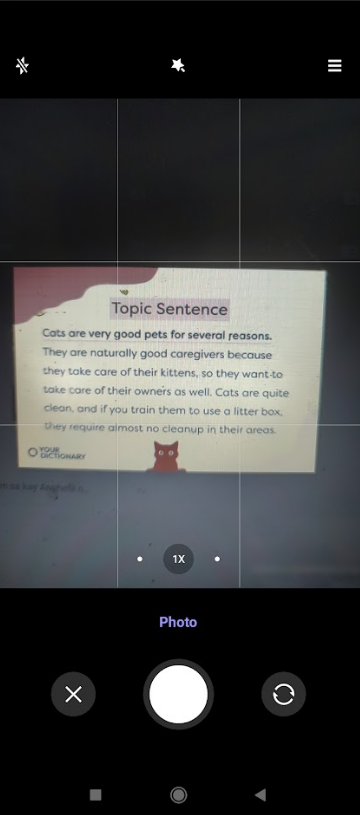 Topic Sentence
Cats are very good pets for several reasons.
They are naturally good caregivers because
they take care of their kittens, so they want to
take care of their owners as well. Cats are quite
clean, and if you train them to use a litter box,
they require almost no cleanup in their areas.
YOUR
DICTIONARY
1X
Photo